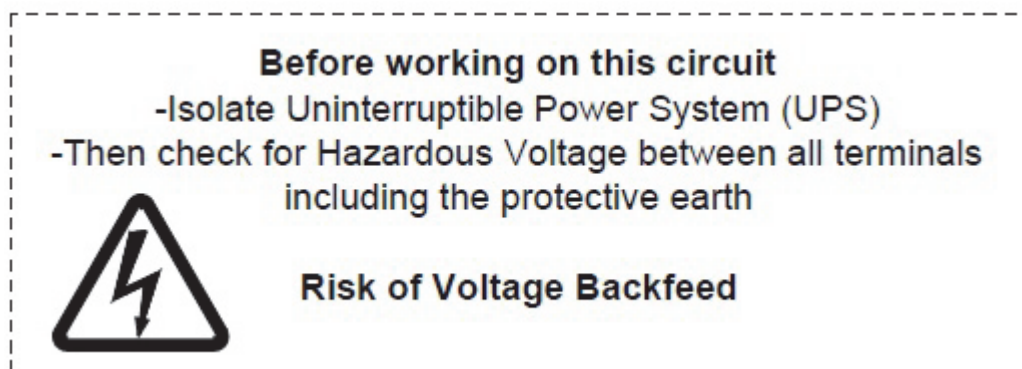 Before working on this circuit
-Isolate Uninterruptible Power System (UPS)
-Then check for Hazardous Voltage between all terminals
including the protective earth
Risk of Voltage Backfeed